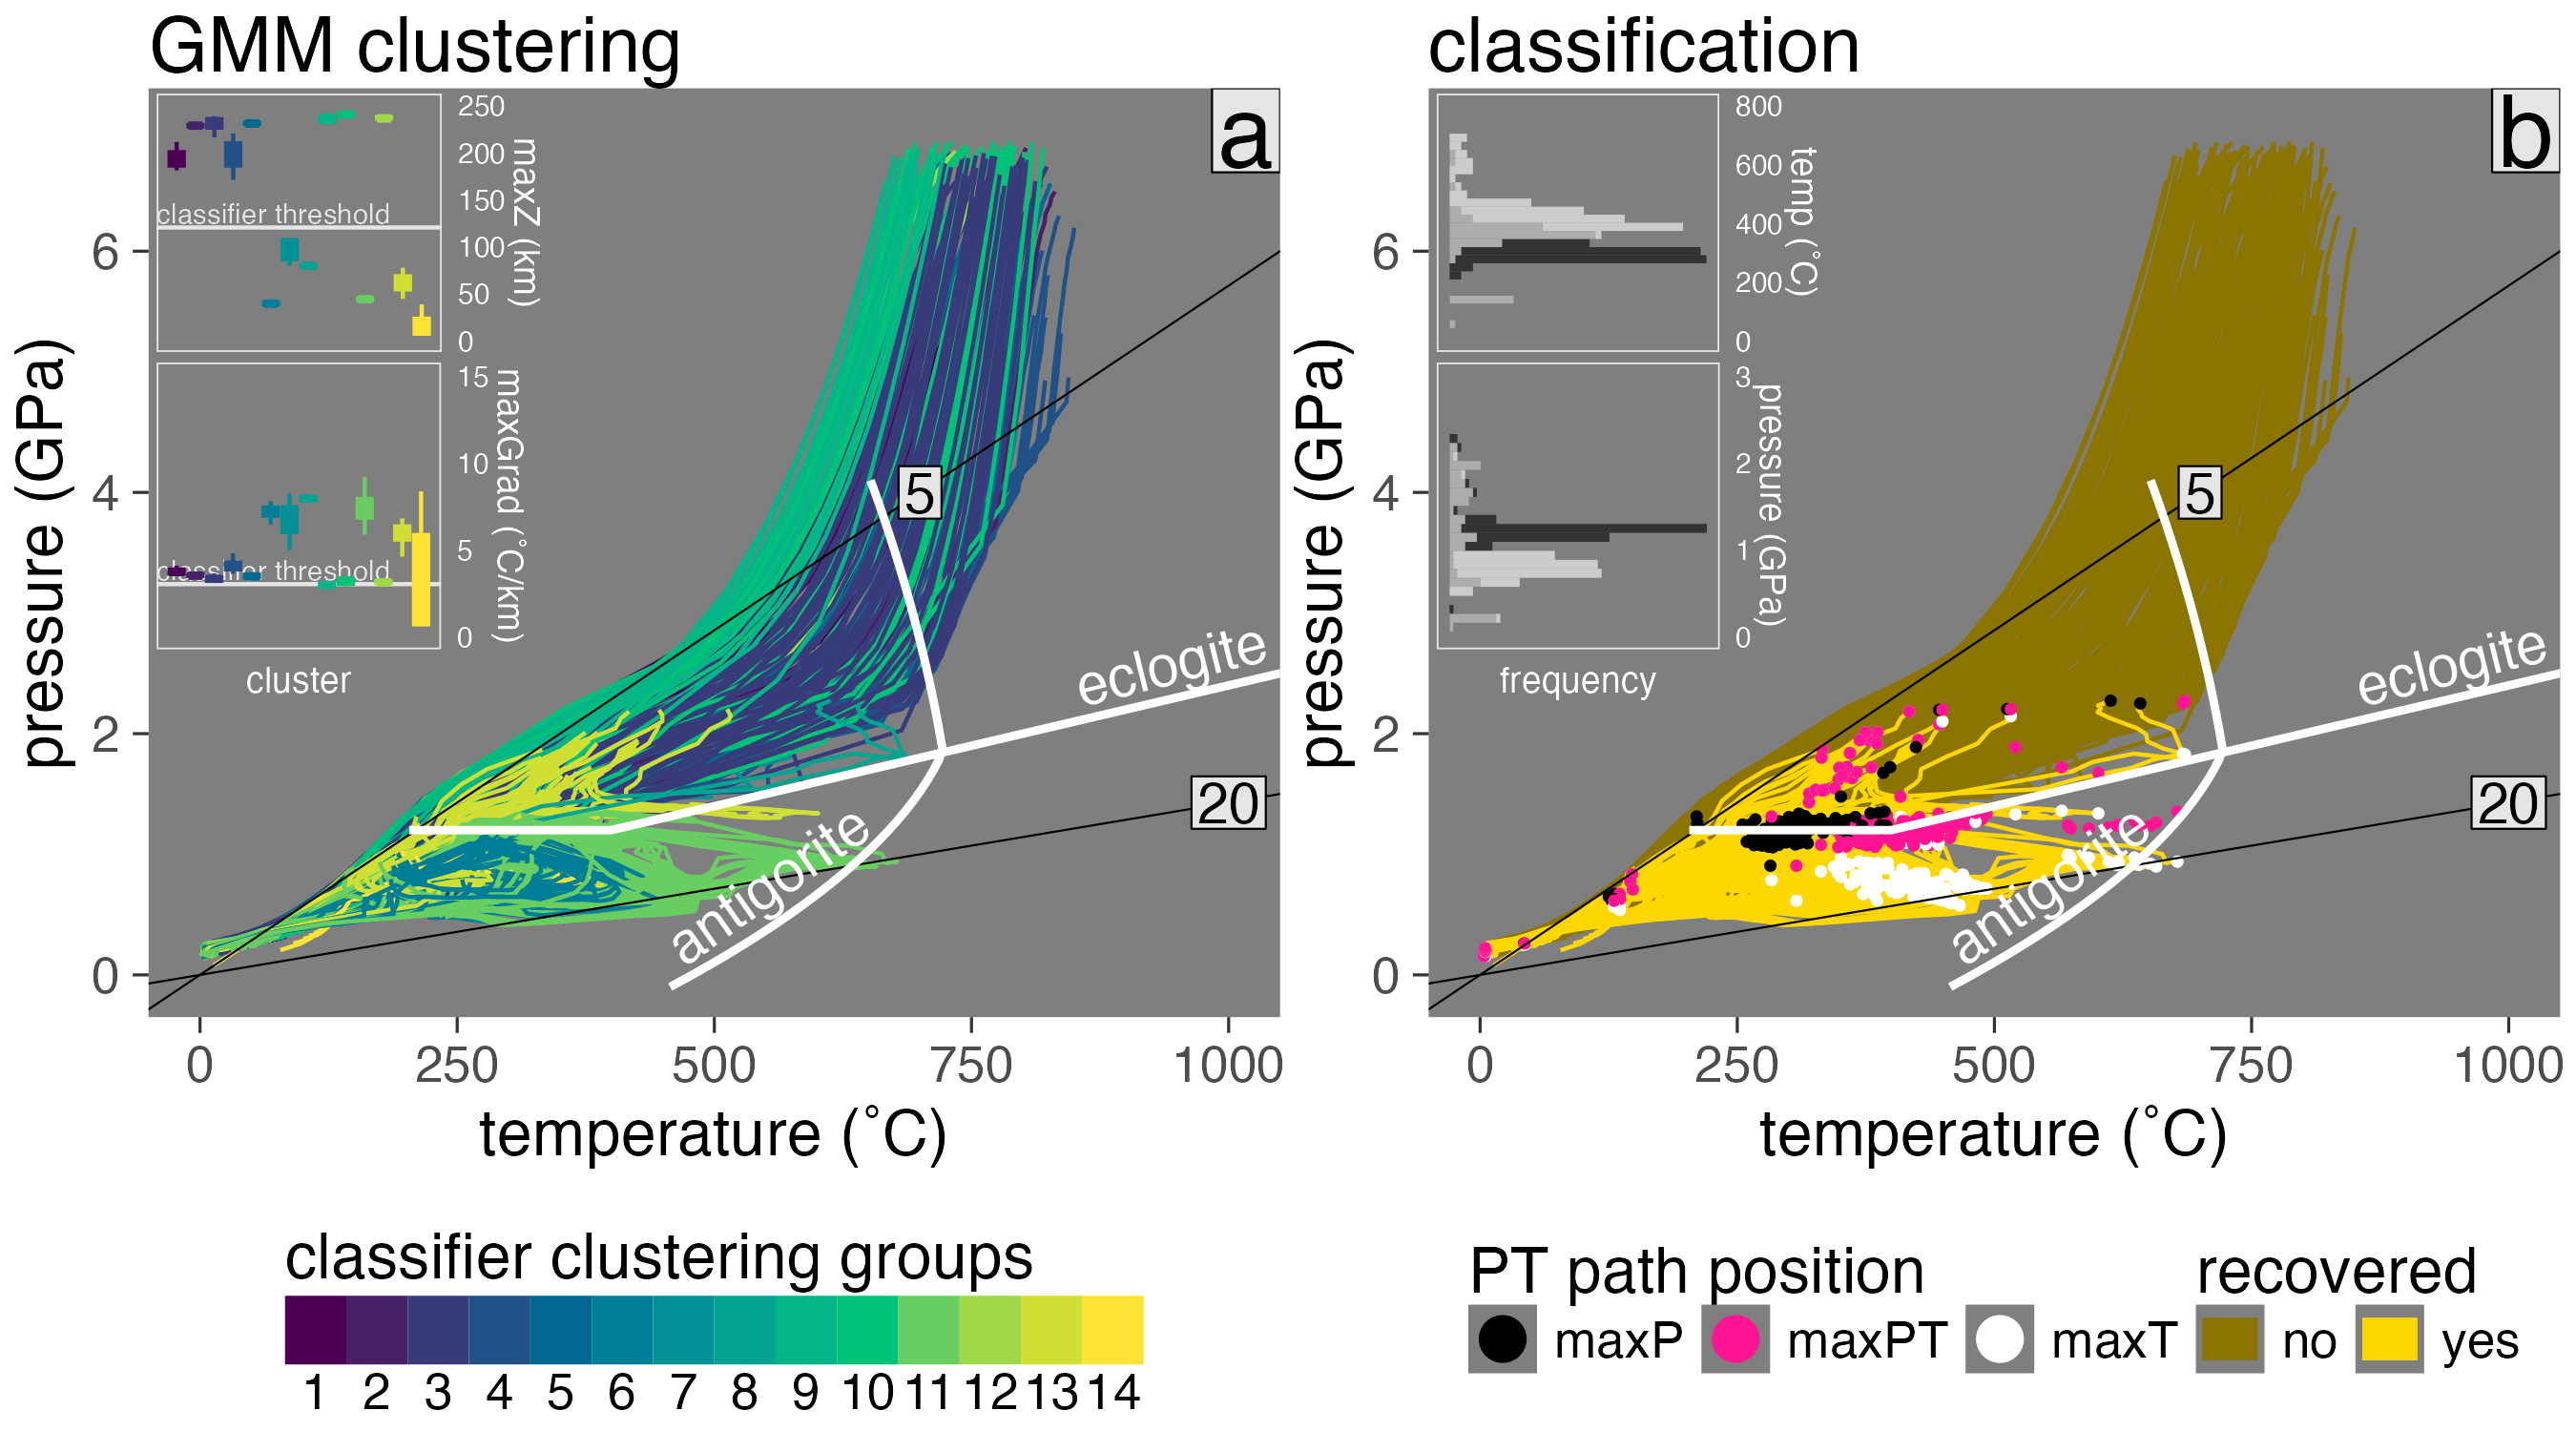 GMM clustering
classification
a
250
200
150
100
50
0
maxZ (km)
classifier threshold
15
10
5
0
maxGrad (˚C/km)
classifier threshold
cluster
5
eclogite
20
antigorite
6
4
2
0
pressure (GPa)
0 250 500 750 1000
temperature (˚C)
b
800
600
400
200
0
temp (˚C)
3
2
1
0
pressure (GPa)
frequency
5
eclogite
20
antigorite
6
4
2
0
pressure (GPa)
0 250 500 750 1000
temperature (˚C)
classifier clustering groups
1 2 3 4 5 6 7 8 9 10 11 12 13 14
PT path position
maxP maxPT maxT
recovered
no yes